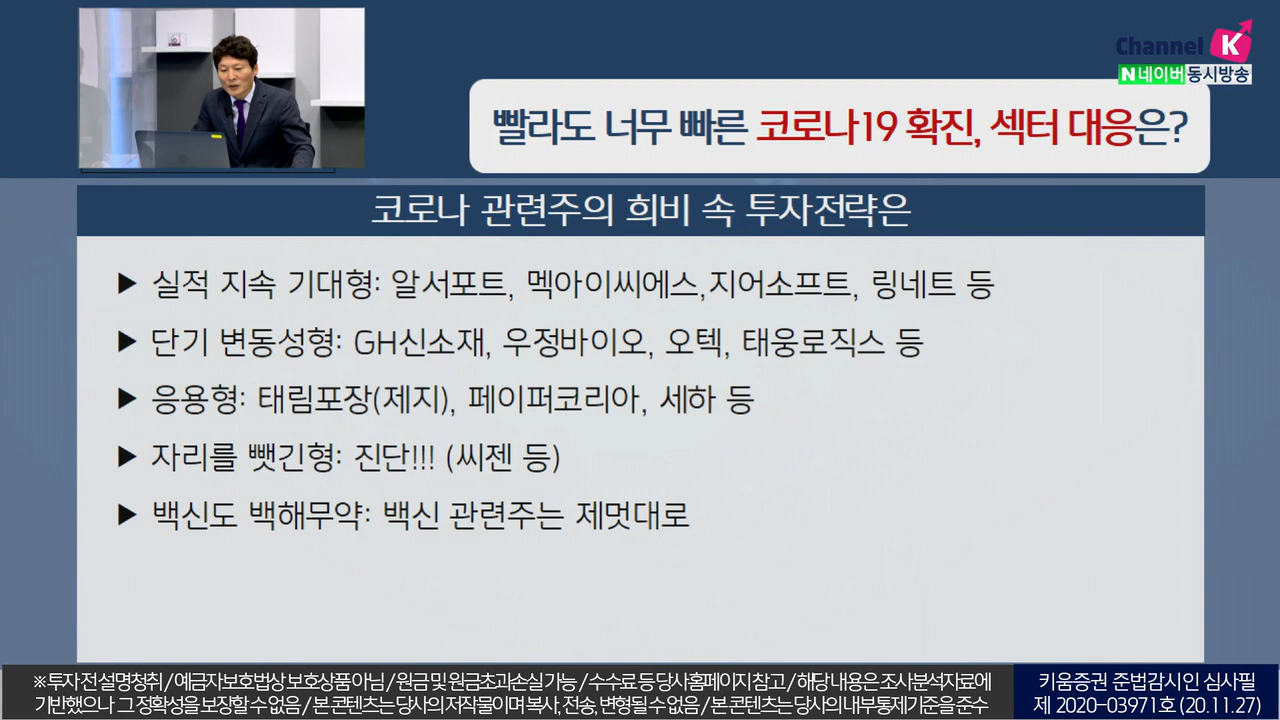 Channel K
N 네이버 동시방송
빨라도 너무 빠른 코로나19 확진, 섹터 대응은?
코로나 관련주의 희비 속 투자전략은
▶ 실적 지속 기대형: 알서포트, 멕아이씨에스,지어소프트, 링네트 등
▶ 단기 변동성형: GH신소재, 우정바이오, 오텍, 태웅로직스 등
▶ 응용형: 태림포장(제지), 페이퍼코리아, 세하 등
▶ 자리를 뺏긴형: 진단!!! (씨젠 등)
▶ 백신도 백해무약: 백신 관련주는 제멋대로
※ 투자 전 설명청취 / 예금자보호법상 보호상품 아님 / 원금 및 원금초과손실 가능 / 수수료 등 당사홈페이지 참고 / 해당 내용은 조사분석자료에
기반했으나 그 정확성을 보장할 수 없음 / 본 콘텐츠는 당사의 저작물이며 복사, 전송, 변형될 수 없음 / 본 콘텐츠는 당사의 내부통제기준을 준수
키움증권 준법감시인 심사필
제 2020-03971호 (20.11.27)